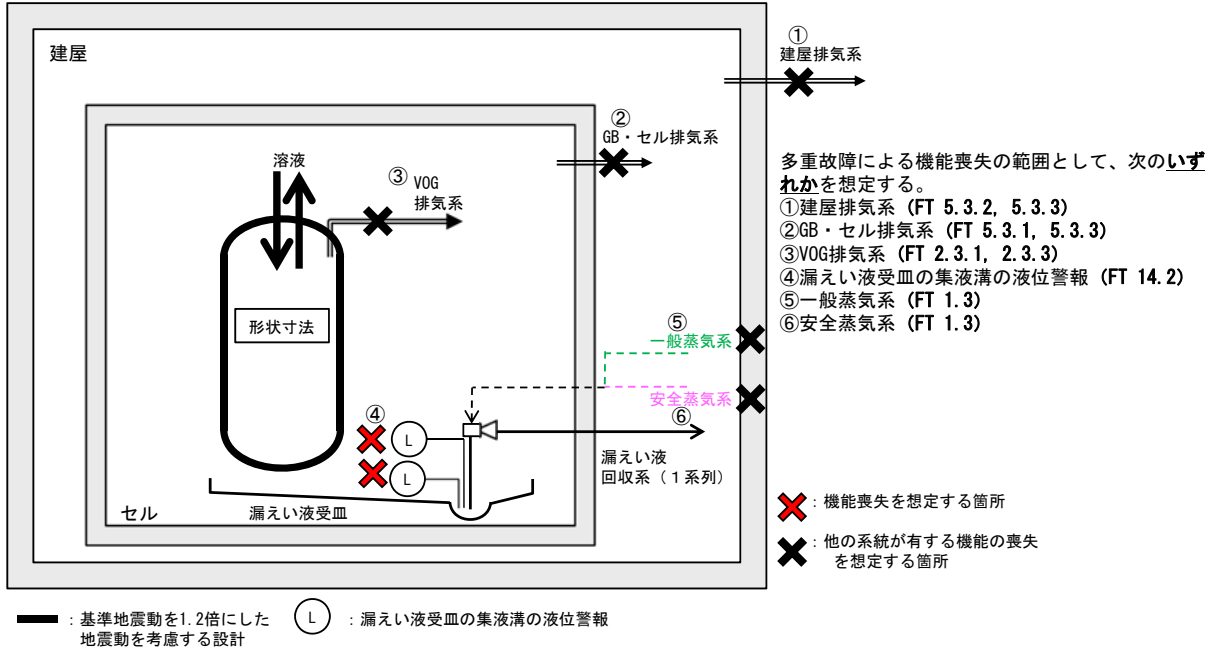 建屋
①
建屋排気系
②
GB・セル排気系
溶液
③ VOG
排気系
多重故障による機能喪失の範囲として、次のいず
れかを想定する。
①建屋排気系 (FT 5.3.2, 5.3.3)
②GB・セル排気系 (FT 5.3.1, 5.3.3)
③VOG排気系 (FT 2.3.1, 2.3.3)
④漏えい液受皿の集液溝の液位警報 (FT 14.2)
⑤一般蒸気系 (FT 1.3)
⑥安全蒸気系 (FT 1.3)
形状寸法
⑤
一般蒸気系
安全蒸気系
⑥
④
L
L
漏えい液
回収系（１系列）
セル
漏えい液受皿
：機能喪失を想定する箇所
：他の系統が有する機能の喪失
を想定する箇所
：基準地震動を1.2倍にした
地震動を考慮する設計
L
：漏えい液受皿の集液溝の液位警報